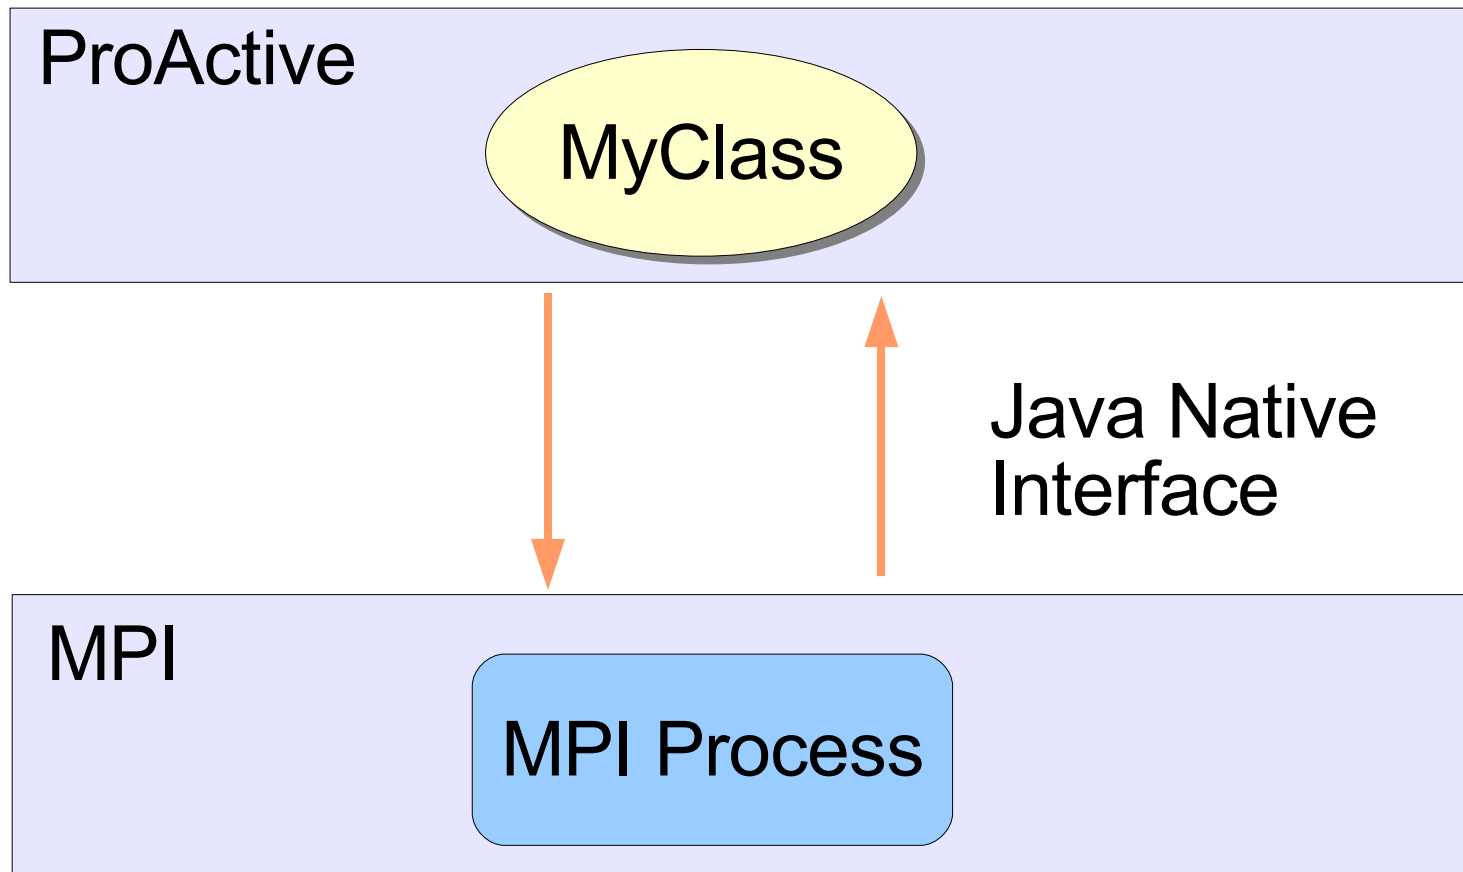 ProActive
MyClass
Java Native
Interface
MPI
MPI Process